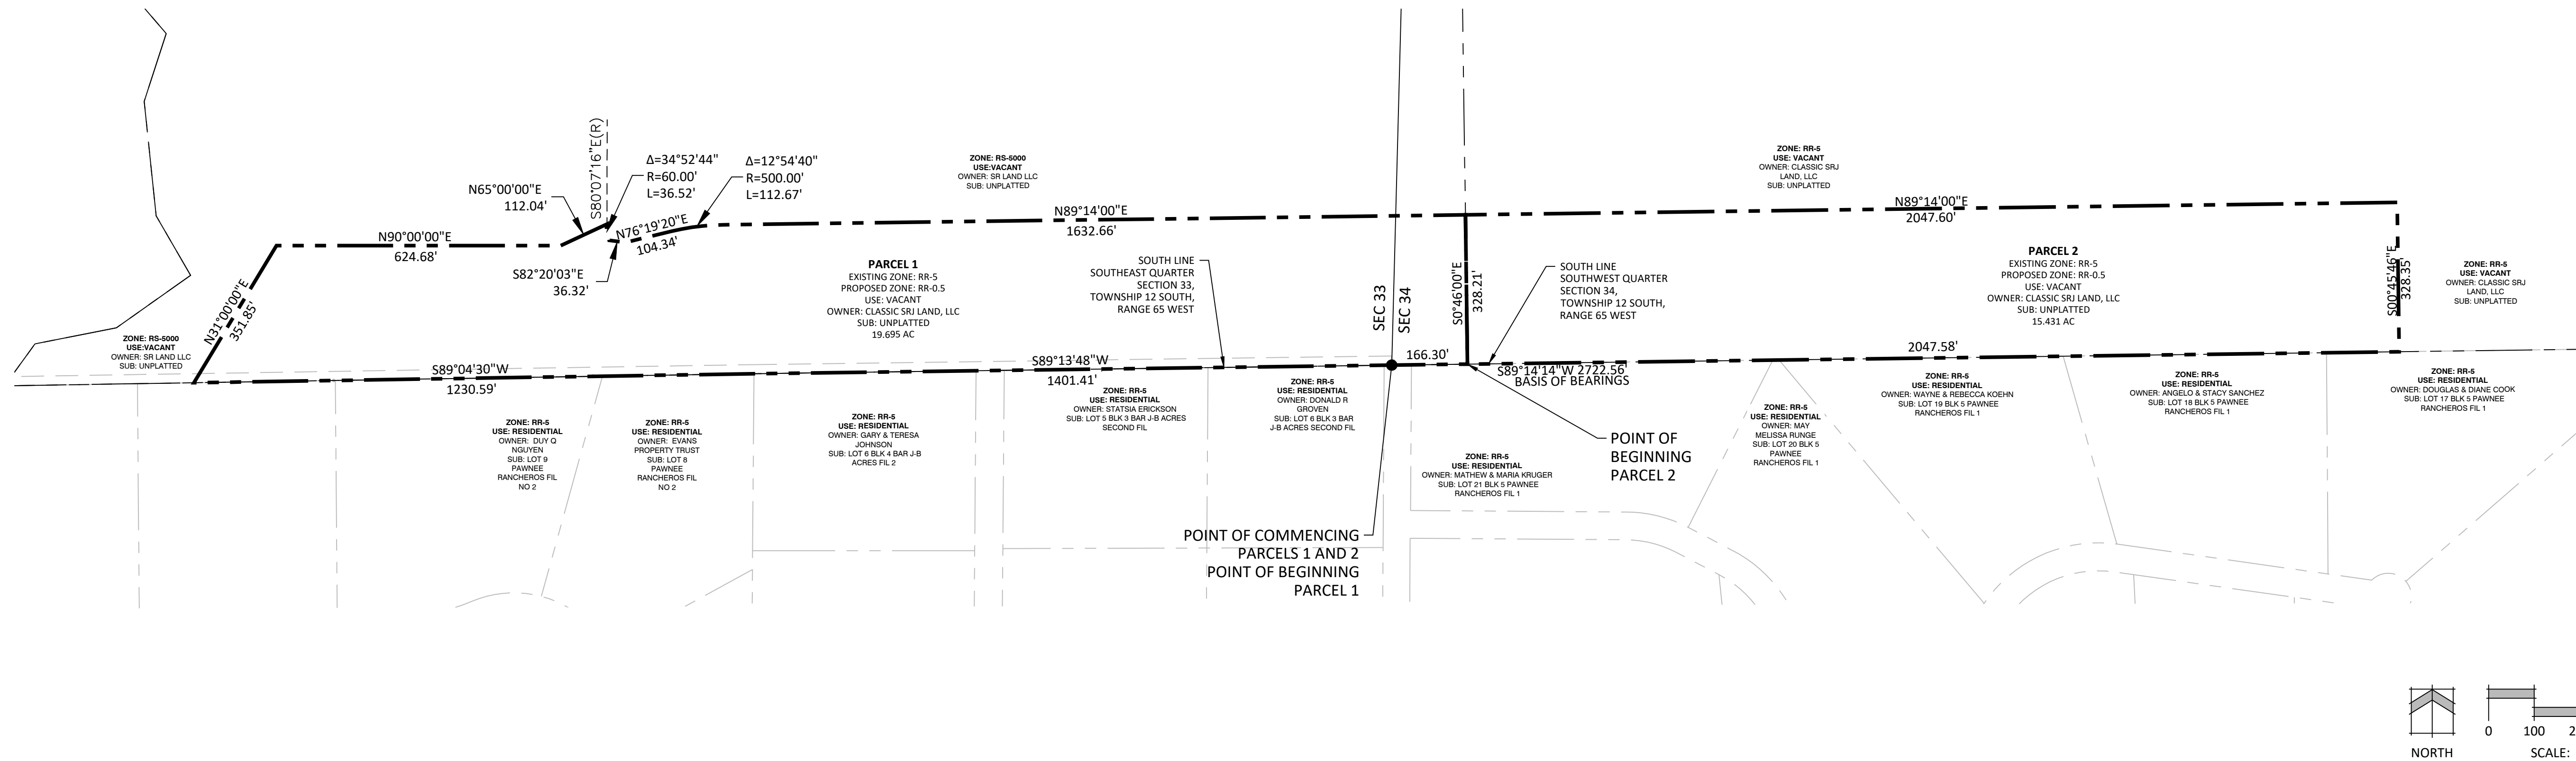 S80°07'16"E(R)
Δ=34°52'44"
R=60.00'
L=36.52'
Δ=12°54'40"
R=500.00'
L=112.67'
N65°00'00"E
112.04'
ZONE: RS-5000
USE:VACANT
OWNER: SR LAND LLC
SUB: UNPLATTED
ZONE: RR-5
USE: VACANT
OWNER: CLASSIC SRJ
LAND, LLC
SUB: UNPLATTED
N90°00'00"E
624.68'
N76°19'20"E
104.34'
S82°20'03"E
36.32'
N89°14'00"E
1632.66'
N89°14'00"E
2047.60'
N31°00'00"E
351.85'
PARCEL 1
EXISTING ZONE: RR-5
PROPOSED ZONE: RR-0.5
USE: VACANT
OWNER: CLASSIC SRJ LAND, LLC
SUB: UNPLATTED
19.695 AC
SOUTH LINE
SOUTHEAST QUARTER
SECTION 33,
TOWNSHIP 12 SOUTH,
RANGE 65 WEST
SEC 33
SEC 34
S0°46'00"E
328.21'
SOUTH LINE
SOUTHWEST QUARTER
SECTION 34,
TOWNSHIP 12 SOUTH,
RANGE 65 WEST
PARCEL 2
EXISTING ZONE: RR-5
PROPOSED ZONE: RR-0.5
USE: VACANT
OWNER: CLASSIC SRJ LAND, LLC
SUB: UNPLATTED
15.431 AC
S00°45'46"E
328.35'
ZONE: RR-5
USE: VACANT
OWNER: CLASSIC SRJ
LAND, LLC
SUB: UNPLATTED
ZONE: RS-5000
USE:VACANT
OWNER: SR LAND LLC
SUB: UNPLATTED
S89°04'30"W
1230.59'
S89°13'48"W
1401.41'
166.30'
S89°14'14"W 2722.56'
BASIS OF BEARINGS
2047.58'
ZONE: RR-5
USE: RESIDENTIAL
OWNER: DUY Q
NGUYEN
SUB: LOT 9
PAWNEE
RANCHEROS FIL
NO 2
ZONE: RR-5
USE: RESIDENTIAL
OWNER: EVANS
PROPERTY TRUST
SUB: LOT 8
PAWNEE
RANCHEROS FIL
NO 2
ZONE: RR-5
USE: RESIDENTIAL
OWNER: GARY & TERESA
JOHNSON
SUB: LOT 6 BLK 4 BAR J-B
ACRES FIL 2
ZONE: RR-5
USE: RESIDENTIAL
OWNER: STATSIA ERICKSON
SUB: LOT 5 BLK 3 BAR J-B ACRES
SECOND FIL
ZONE: RR-5
USE: RESIDENTIAL
OWNER: DONALD R
GROVEN
SUB: LOT 6 BLK 3 BAR
J-B ACRES SECOND FIL
ZONE: RR-5
USE: RESIDENTIAL
OWNER: MATHEW & MARIA KRUGER
SUB: LOT 21 BLK 5 PAWNEE
RANCHEROS FIL 1
POINT OF
BEGINNING
PARCEL 2
ZONE: RR-5
USE: RESIDENTIAL
OWNER: MAY
MELISSA RUNGE
SUB: LOT 20 BLK 5
PAWNEE
RANCHEROS FIL 1
ZONE: RR-5
USE: RESIDENTIAL
OWNER: WAYNE & REBECCA KOEHN
SUB: LOT 19 BLK 5 PAWNEE
RANCHEROS FIL 1
ZONE: RR-5
USE: RESIDENTIAL
OWNER: ANGELO & STACY SANCHEZ
SUB: LOT 18 BLK 5 PAWNEE
RANCHEROS FIL 1
ZONE: RR-5
USE: RESIDENTIAL
OWNER: DOUGLAS & DIANE COOK
SUB: LOT 17 BLK 5 PAWNEE
RANCHEROS FIL 1
POINT OF COMMENCING
PARCELS 1 AND 2
POINT OF BEGINNING
PARCEL 1
NORTH
0 100
SCALE: